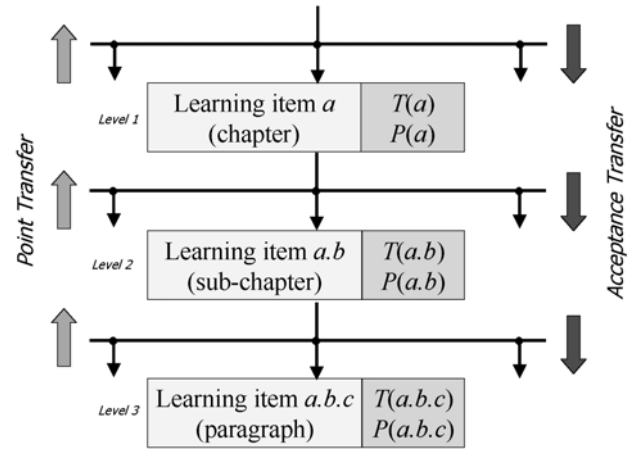 Point Transfer
Level 1
Learning item a
(chapter)
T(a)
P(a)
Level 2
Learning item a.b
(sub-chapter)
T(a.b)
P(a.b)
Level 3
Learning item a.b.c
(paragraph)
T(a.b.c)
P(a.b.c)
Acceptance Transfer